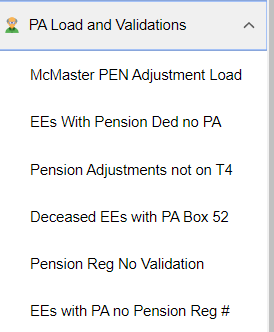 PA Load and Validations
McMaster PEN Adjustment Load
EEs With Pension Ded no PA
Pension Adjustments not on T4
Deceased EEs with PA Box 52
Pension Reg No Validation
EEs with PA no Pension Reg #